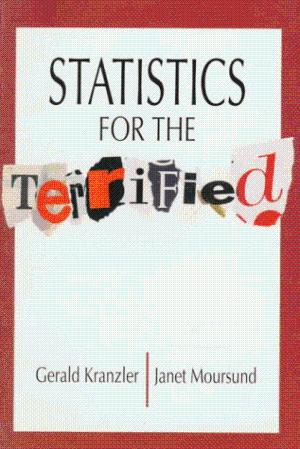 STATISTICS
FOR THE
Terrified
Gerald Kranzler | Janet Moursund